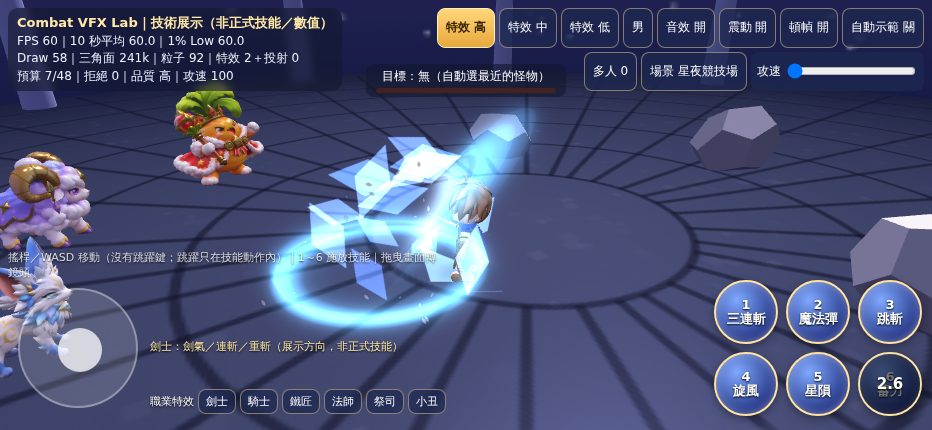 Combat VFX Lab｜技術展示（非正式技能／數值）
FPS 60｜10 秒平均 60.0｜1% Low 60.0
Draw 58｜三角面 241k｜粒子 92｜特效 2＋投射 0
預算 7/48｜拒絕 0｜品質 高｜攻速 100
特效 高
特效 中
特效 低
男
音效 開
震動 開
頓幀 開
自動示範 關
多人 0
場景 星夜競技場
攻速
目標：無（自動選最近的怪物）
搖桿／WASD 移動（沒有跳躍鍵；跳躍只在技能動作內）｜1～6 施放技能｜拖曳畫面轉
鏡頭
劍士：劍氣／連斬／重斬（展示方向，非正式技能）
職業特效
劍士
騎士
鐵匠
法師
祭司
小丑
1
三連斬
2
魔法彈
3
跳斬
4
旋風
5
星隕
6
2.6